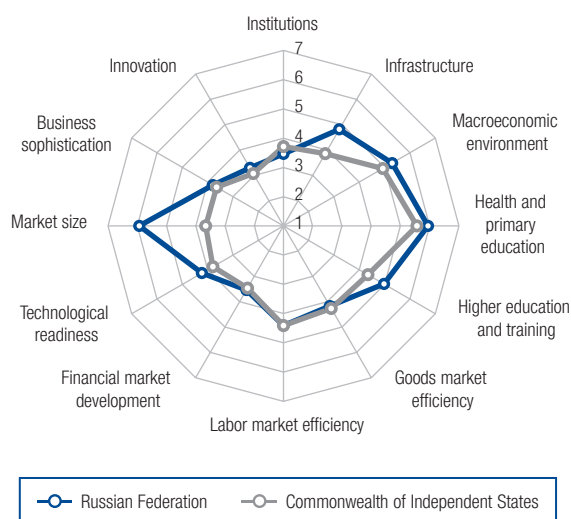 Institutions
7
6
5
4
3
2
1
Infrastructure
Macroeconomic
environment
Health and
primary
education
Higher education
and training
Goods market
efficiency
Labor market efficiency
Financial market
development
Technological
readiness
Market size
Business
sophistication
Innovation
Russian Federation
Commonwealth of Independent States